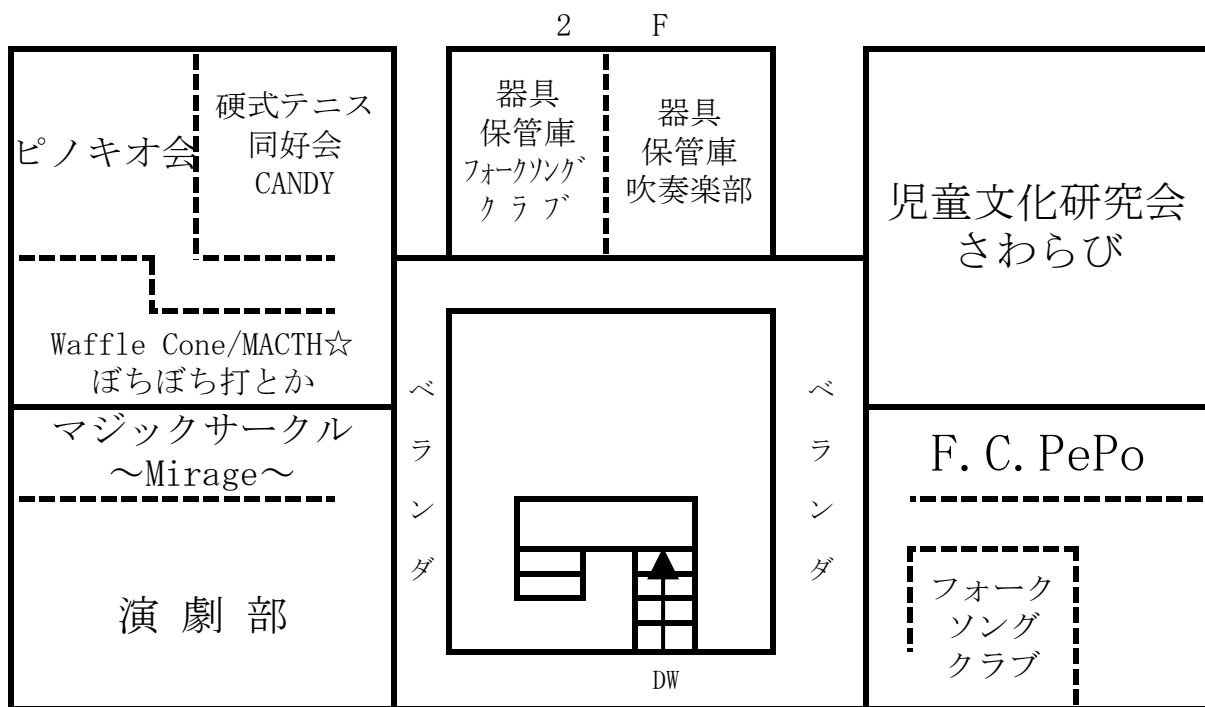 2 F
ピノキオ会
硬式テニス
同好会
CANDY
器具
保管庫
フォークソング
クラブ
器具
保管庫
吹奏楽部
児童文化研究会
さわらび
Waffle Cone/MACTH☆
ぼちぼち打とか
マジックサークル
～Mirage～
演劇部
ベランダ
ベランダ
DW
F.C.PePo
フォーク
ソング
クラブ